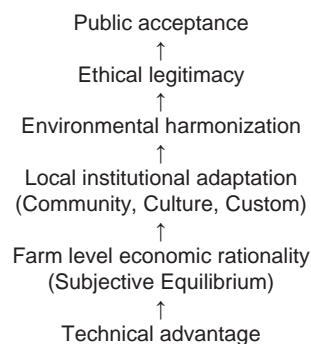 Public acceptance
↑
Ethical legitimacy
↑
Environmental harmonization
↑
Local institutional adaptation
(Community, Culture, Custom)
↑
Farm level economic rationality
(Subjective Equilibrium)
↑
Technical advantage